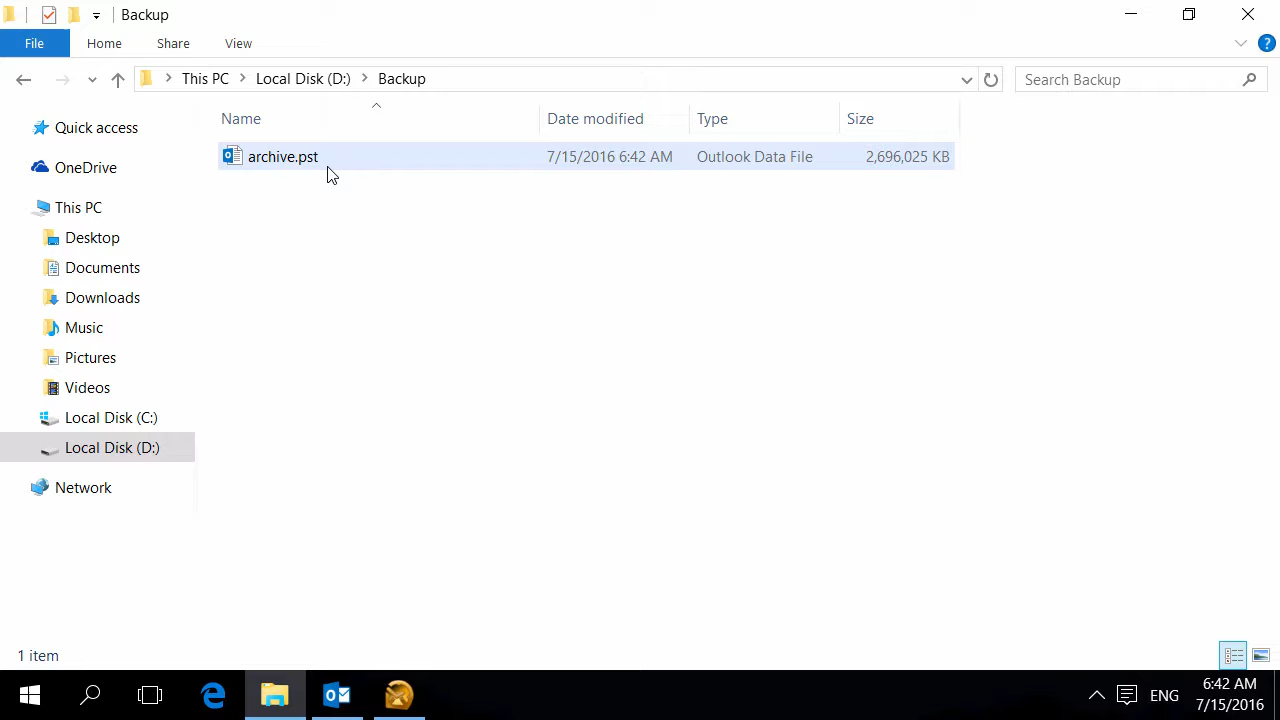 Backup
File Home Share View
This PC Local Disk (D:) Backup Search Backup
Name Date modified Type Size
archive.pst 7/15/2016 6:42 AM Outlook Data File 2,696,025 KB
Quick access
OneDrive
This PC
Desktop
Documents
Downloads
Music
Pictures
Videos
Local Disk (C:)
Local Disk (D:)
Network
1 item
ENG
6:42 AM
7/15/2016